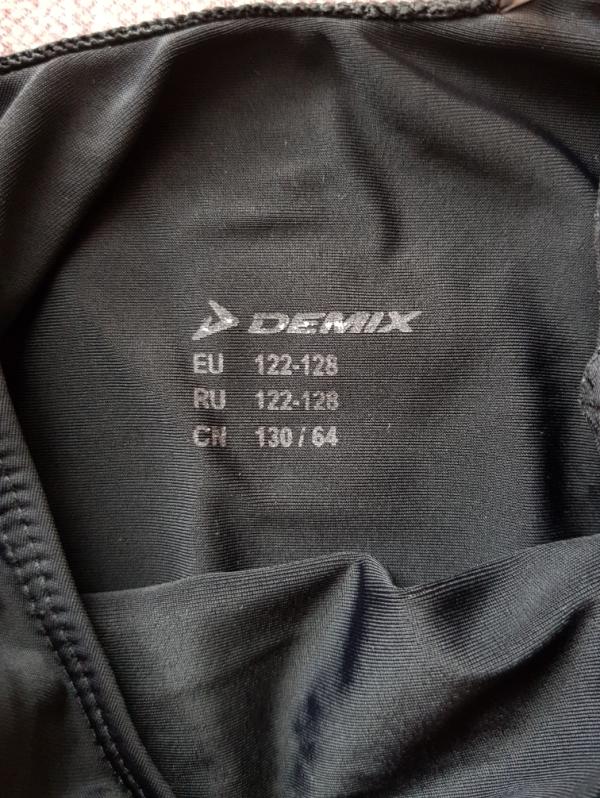 DEMIX
EU 122-128
RU 122-128
CN 130 / 64